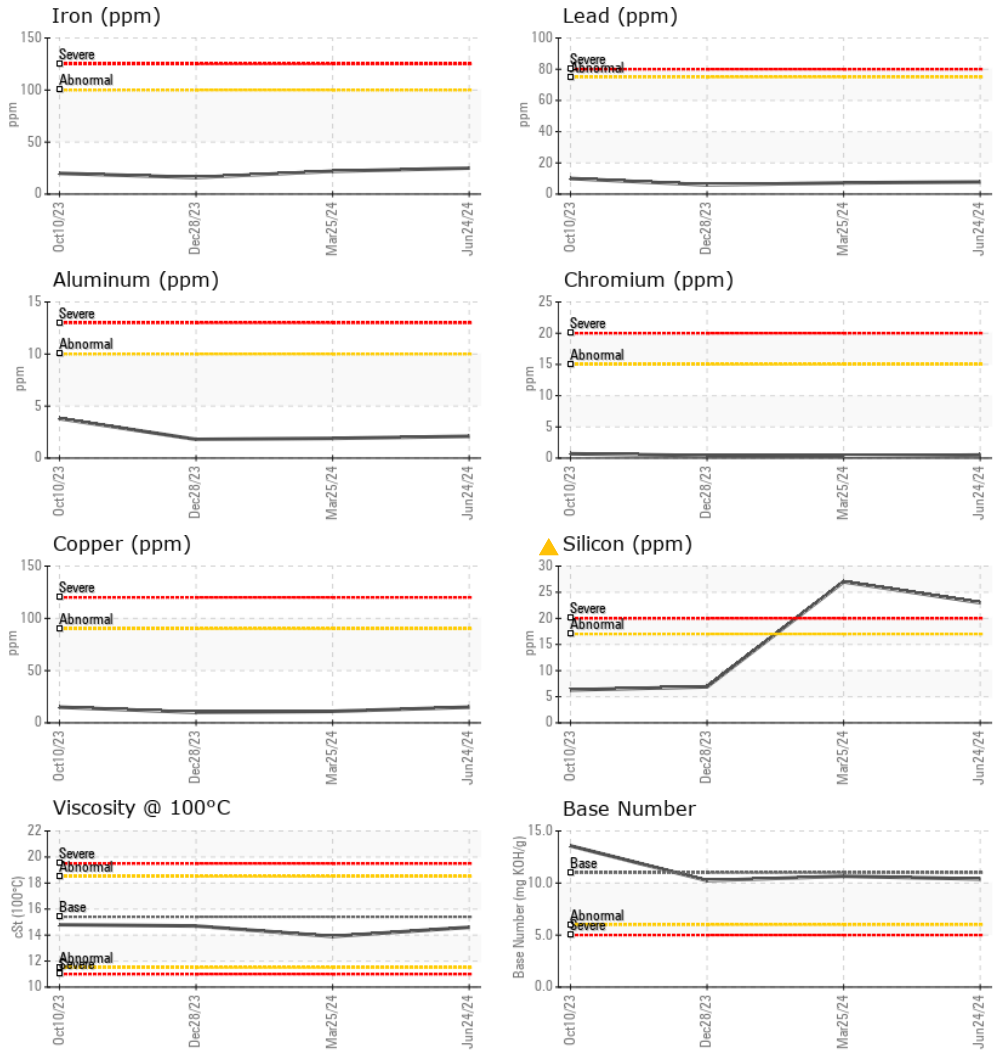 Iron (ppm)
150
100
50
0
ppm
Severe
Abnormal
Oct10/23
Dec28/23
Mar25/24
Jun24/24
Lead (ppm)
100
80
60
40
20
0
ppm
Severe
Abnormal
Oct10/23
Dec28/23
Mar25/24
Jun24/24
Aluminum (ppm)
15
10
5
0
ppm
Severe
Abnormal
Oct10/23
Dec28/23
Mar25/24
Jun24/24
Chromium (ppm)
25
20
15
10
5
0
ppm
Severe
Abnormal
Oct10/23
Dec28/23
Mar25/24
Jun24/24
Copper (ppm)
150
100
50
0
ppm
Severe
Abnormal
Oct10/23
Dec28/23
Mar25/24
Jun24/24
Silicon (ppm)
30
25
20
15
10
5
0
ppm
Severe
Abnormal
Oct10/23
Dec28/23
Mar25/24
Jun24/24
Viscosity @ 100°C
22
20
18
16
14
12
10
cSt (100°C)
Severe
Abnormal
Base
Abnormal
Severe
Oct10/23
Dec28/23
Mar25/24
Jun24/24
Base Number
15.0
10.0
5.0
0.0
Base Number (mg KOH/g)
Base
Abnormal
Severe
Oct10/23
Dec28/23
Mar25/24
Jun24/24